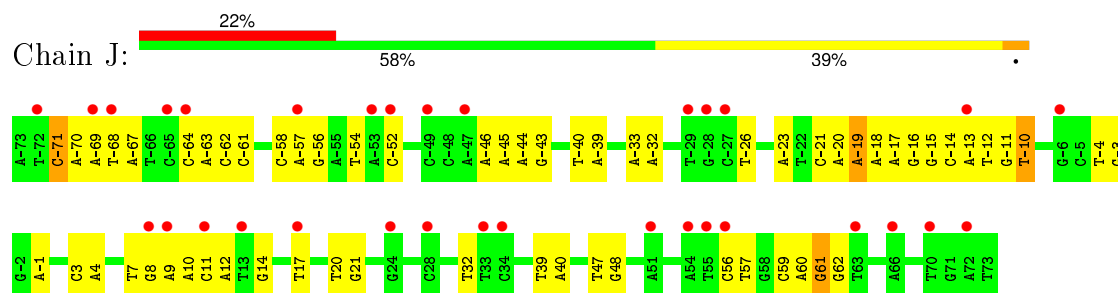 22%
Chain J:
58% 39% •
A-73 T-72 C-71 A-70 A-69 T-68 A-67 T-66 C-65 C-64 A-63 C-62 C-61 C-58 A-57 G-56 A-55 T-54 A-53 C-52 C-49 C-48 A-47 A-46 A-45 A-44 G-43 T-40 A-39 A-33 A-32 T-29 G-28 C-27 T-26 A-23 T-22 C-21 A-20 A-19 A-18 A-17 G-16 G-15 C-14 A-13 T-12 G-11 T-10 G-6 C-5 T-4 C-3
G-2 A-1 C3 A4 T7 G8 A9 A10 C11 A12 T13 G14 T17 T20 G21 G24 C28 T32 T33 C34 T39 A40 T47 G48 A51 A54 T55 C56 T57 G58 C59 A60 G61 G62 T63 A66 T70 G71 A72 T73